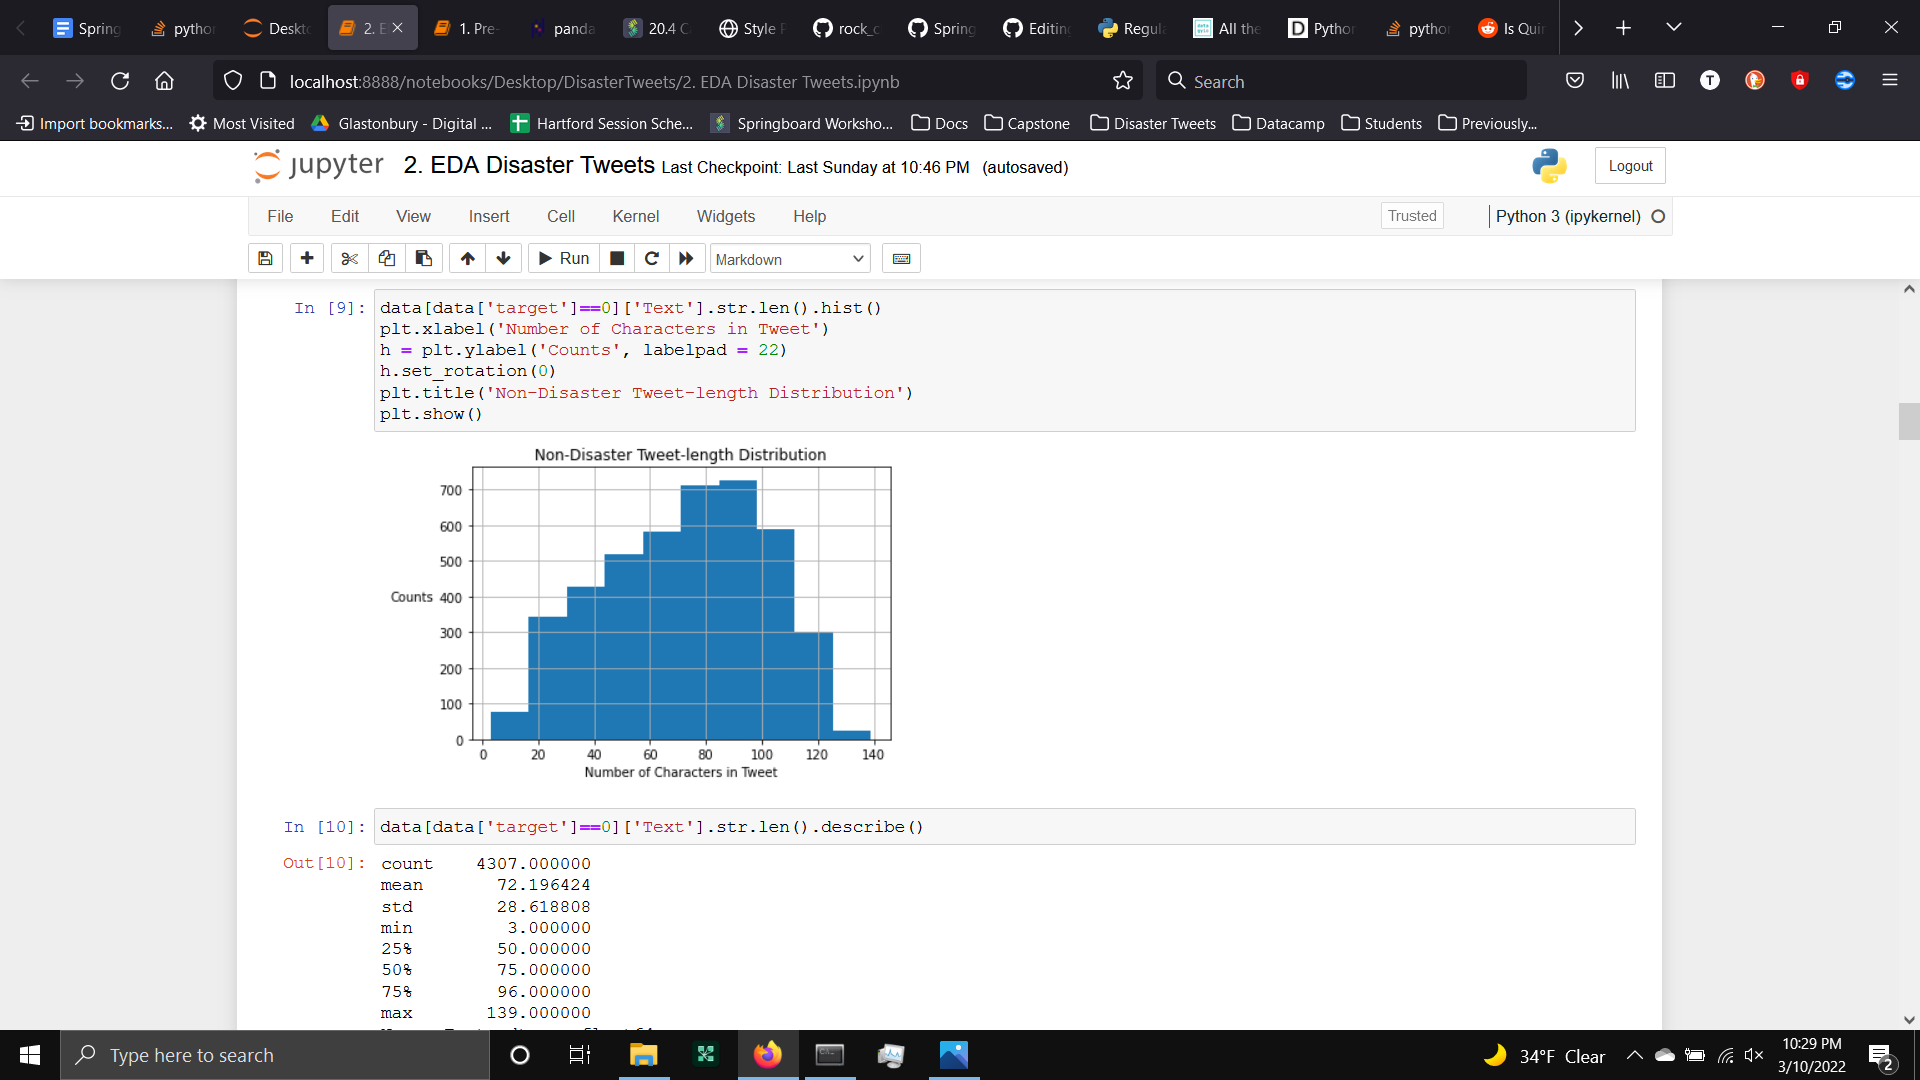 Spring
python
Deskt
2. E
1. Pre-
panda
20.4 C
Style
rock_c
Spring
Editing
Regula
All the
Python
python
Is Quir
localhost:8888/notebooks/Desktop/DisasterTweets/2. EDA Disaster Tweets.ipynb
Search
Import bookmarks...
Most Visited
Glastonbury - Digital ...
Hartford Session Sche...
Springboard Worksho...
Docs
Capstone
Disaster Tweets
Datacamp
Students
Previously...
jupyter
2. EDA Disaster Tweets Last Checkpoint: Last Sunday at 10:46 PM (autosaved)
Logout
File Edit View Insert Cell Kernel Widgets Help
Trusted
Python 3 (ipykernel)
Run
Markdown
In [9]:
data[data['target']==0]['Text'].str.len().hist()
plt.xlabel('Number of Characters in Tweet')
h = plt.ylabel('Counts', labelpad = 22)
h.set_rotation(0)
plt.title('Non-Disaster Tweet-length Distribution')
plt.show()
Non-Disaster Tweet-length Distribution
700
600
500
Counts 400
300
200
100
0
0 20 40 60 80 100 120 140
Number of Characters in Tweet
In [10]:
data[data['target']==0]['Text'].str.len().describe()
Out[10]:
count 4307.000000
mean 72.196424
std 28.618808
min 3.000000
25% 50.000000
50% 75.000000
75% 96.000000
max 139.000000
Type here to search
34°F Clear
10:29 PM
3/10/2022
2